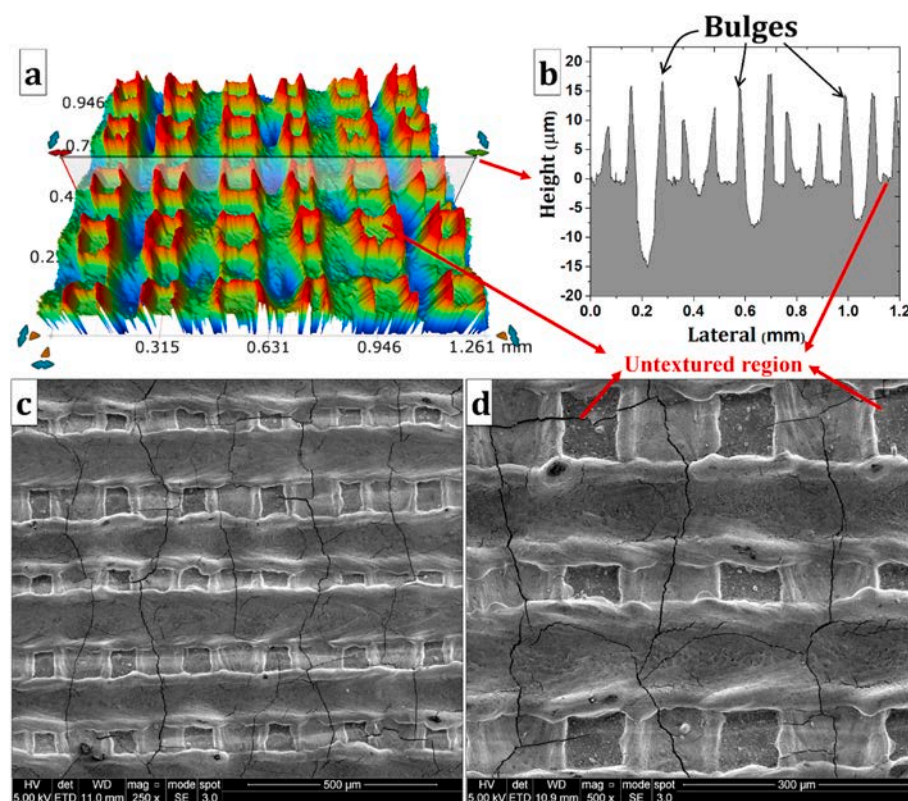 Bulges
a
b
0.946
0.7
0.4
0.2
0.315 0.631 0.946 1.261 mm
Height (μm)
20
15
10
5
0
-5
-10
-15
-20
0.0 0.2 0.4 0.6 0.8 1.0 1.2
Lateral (mm)
Untextured region
c
d
HV det WD mag ¤ mode spot
5.00 kV ETD 11.0 mm 250 x SE 3.0
500 μm
HV det WD mag ¤ mode spot
5.00 kV ETD 10.9 mm 500 x SE 3.0
300 μm